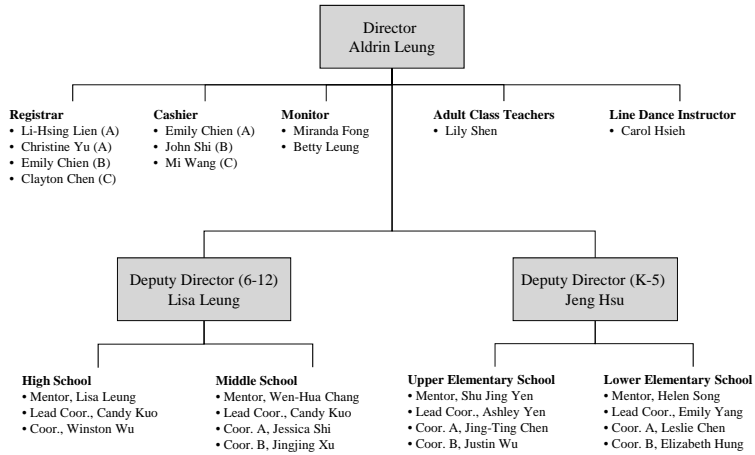 Director
Aldrin Leung
Registrar
• Li-Hsing Lien (A)
• Christine Yu (A)
• Emily Chien (B)
• Clayton Chen (C)
Cashier
• Emily Chien (A)
• John Shi (B)
• Mi Wang (C)
Monitor
• Miranda Fong
• Betty Leung
Adult Class Teachers
• Lily Shen
Line Dance Instructor
• Carol Hsieh
Deputy Director (6-12)
Lisa Leung
Deputy Director (K-5)
Jeng Hsu
High School
• Mentor, Lisa Leung
• Lead Coor., Candy Kuo
• Coor., Winston Wu
Middle School
• Mentor, Wen-Hua Chang
• Lead Coor., Candy Kuo
• Coor. A, Jessica Shi
• Coor. B, Jingjing Xu
Upper Elementary School
• Mentor, Shu Jing Yen
• Lead Coor., Ashley Yen
• Coor. A, Jing-Ting Chen
• Coor. B, Justin Wu
Lower Elementary School
• Mentor, Helen Song
• Lead Coor., Emily Yang
• Coor. A, Leslie Chen
• Coor. B, Elizabeth Hung